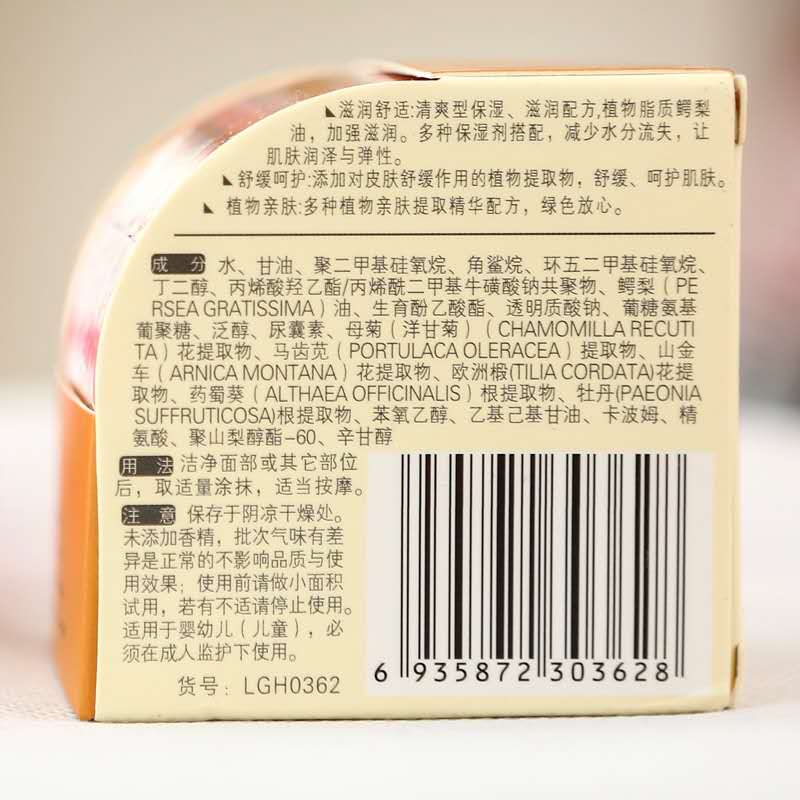 滋润舒适:清爽型保湿、滋润配方,植物脂质鳄梨
油,加强滋润。多种保湿剂搭配,减少水分流失,让
肌肤润泽与弹性。
舒缓呵护:添加对皮肤舒缓作用的植物提取物,舒缓、呵护肌肤。
植物亲肤:多种植物亲肤提取精华配方,绿色放心。
成 分 水、甘油、聚二甲基硅氧烷、角鲨烷、环五二甲基硅氧烷、
丁二醇、丙烯酸羟乙酯/丙烯酰二甲基牛磺酸钠共聚物、鳄梨(PE
RSEA GRATISSIMA)油、生育酚乙酸酯、透明质酸钠、葡糖氨基
葡聚糖、泛醇、尿囊素、母菊(洋甘菊)(CHAMOMILLA RECUTI
TA)花提取物、马齿苋(PORTULACA OLERACEA)提取物、山金
车(ARNICA MONTANA)花提取物、欧洲椴(TILIA CORDATA)花提
取物、药蜀葵(ALTHAEA OFFICINALIS)根提取物、牡丹(PAEONIA
SUFFRUTICOSA)根提取物、苯氧乙醇、乙基己基甘油、卡波姆、精
氨酸、聚山梨醇酯-60、辛甘醇
用 法 洁净面部或其它部位
后,取适量涂抹,适当按摩。
注 意 保存于阴凉干燥处。
未添加香精,批次气味有差
异是正常的不影响品质与使
用效果;使用前请做小面积
试用,若有不适请停止使用。
适用于婴幼儿(儿童),必
须在成人监护下使用。
货号:LGH0362
6 935872 303628